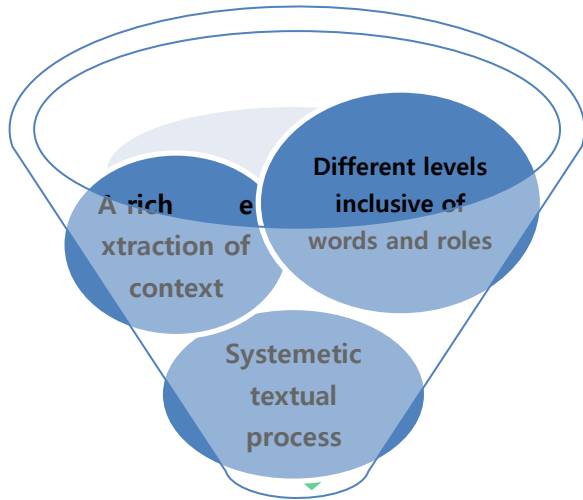 A rich e
xtraction of
context
Different levels
inclusive of
words and roles
Systemetic
textual
process